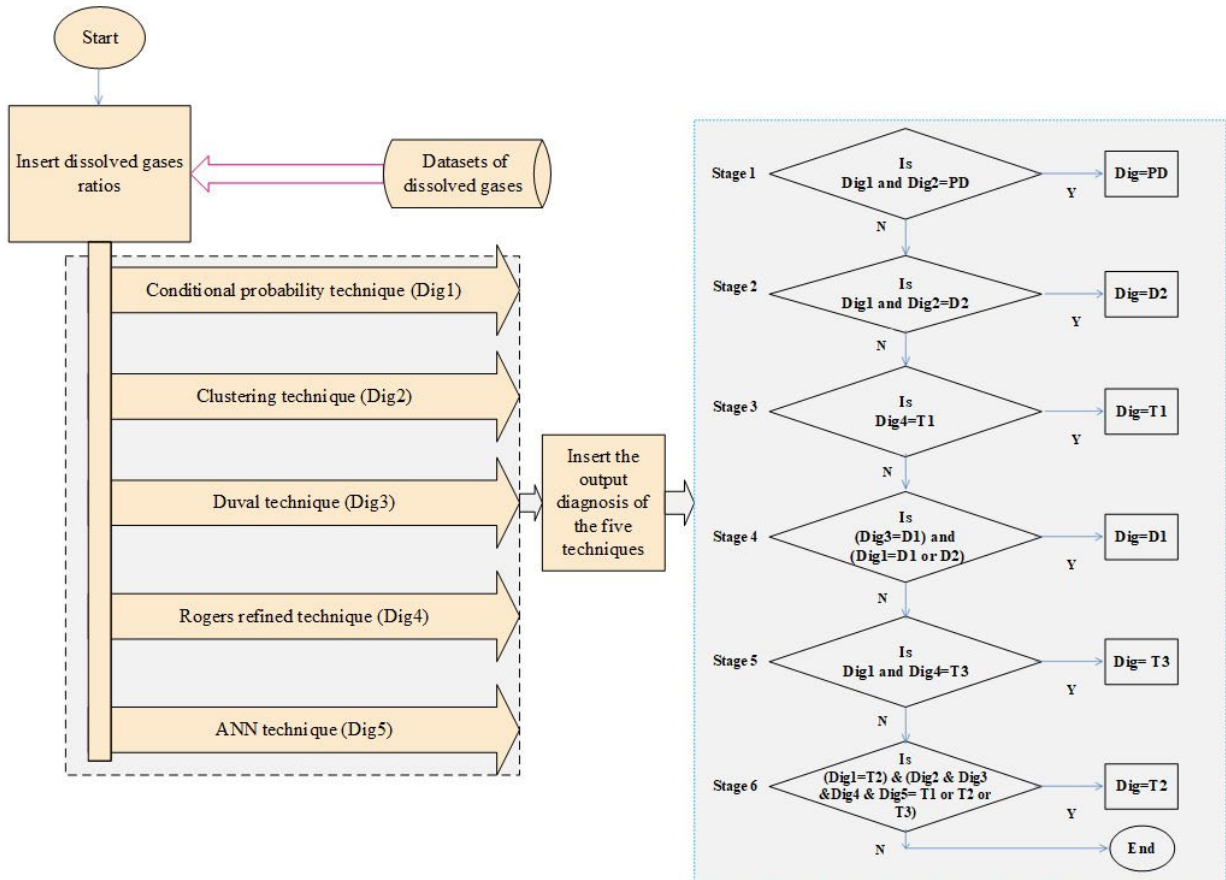 Start
Insert dissolved gases
ratios
Datasets of
dissolved gases
Conditional probability technique (Dig1)
Clustering technique (Dig2)
Duval technique (Dig3)
Rogers refined technique (Dig4)
ANN technique (Dig5)
Insert the
output
diagnosis of
the five
techniques
Stage 1
Is
Dig1 and Dig2=PD
Y
Dig=PD
N
Stage 2
Is
Dig1 and Dig2=D2
Y
Dig=D2
N
Stage 3
Is
Dig4=T1
Y
Dig=T1
N
Stage 4
Is
(Dig3=D1) and
(Dig1=D1 or D2)
Y
Dig=D1
N
Stage 5
Is
Dig1 and Dig4=T3
Y
Dig= T3
N
Stage 6
Is
(Dig1=T2) & (Dig2 & Dig3
&Dig4 & Dig5= T1 or T2 or
T3)
Y
Dig=T2
N
End